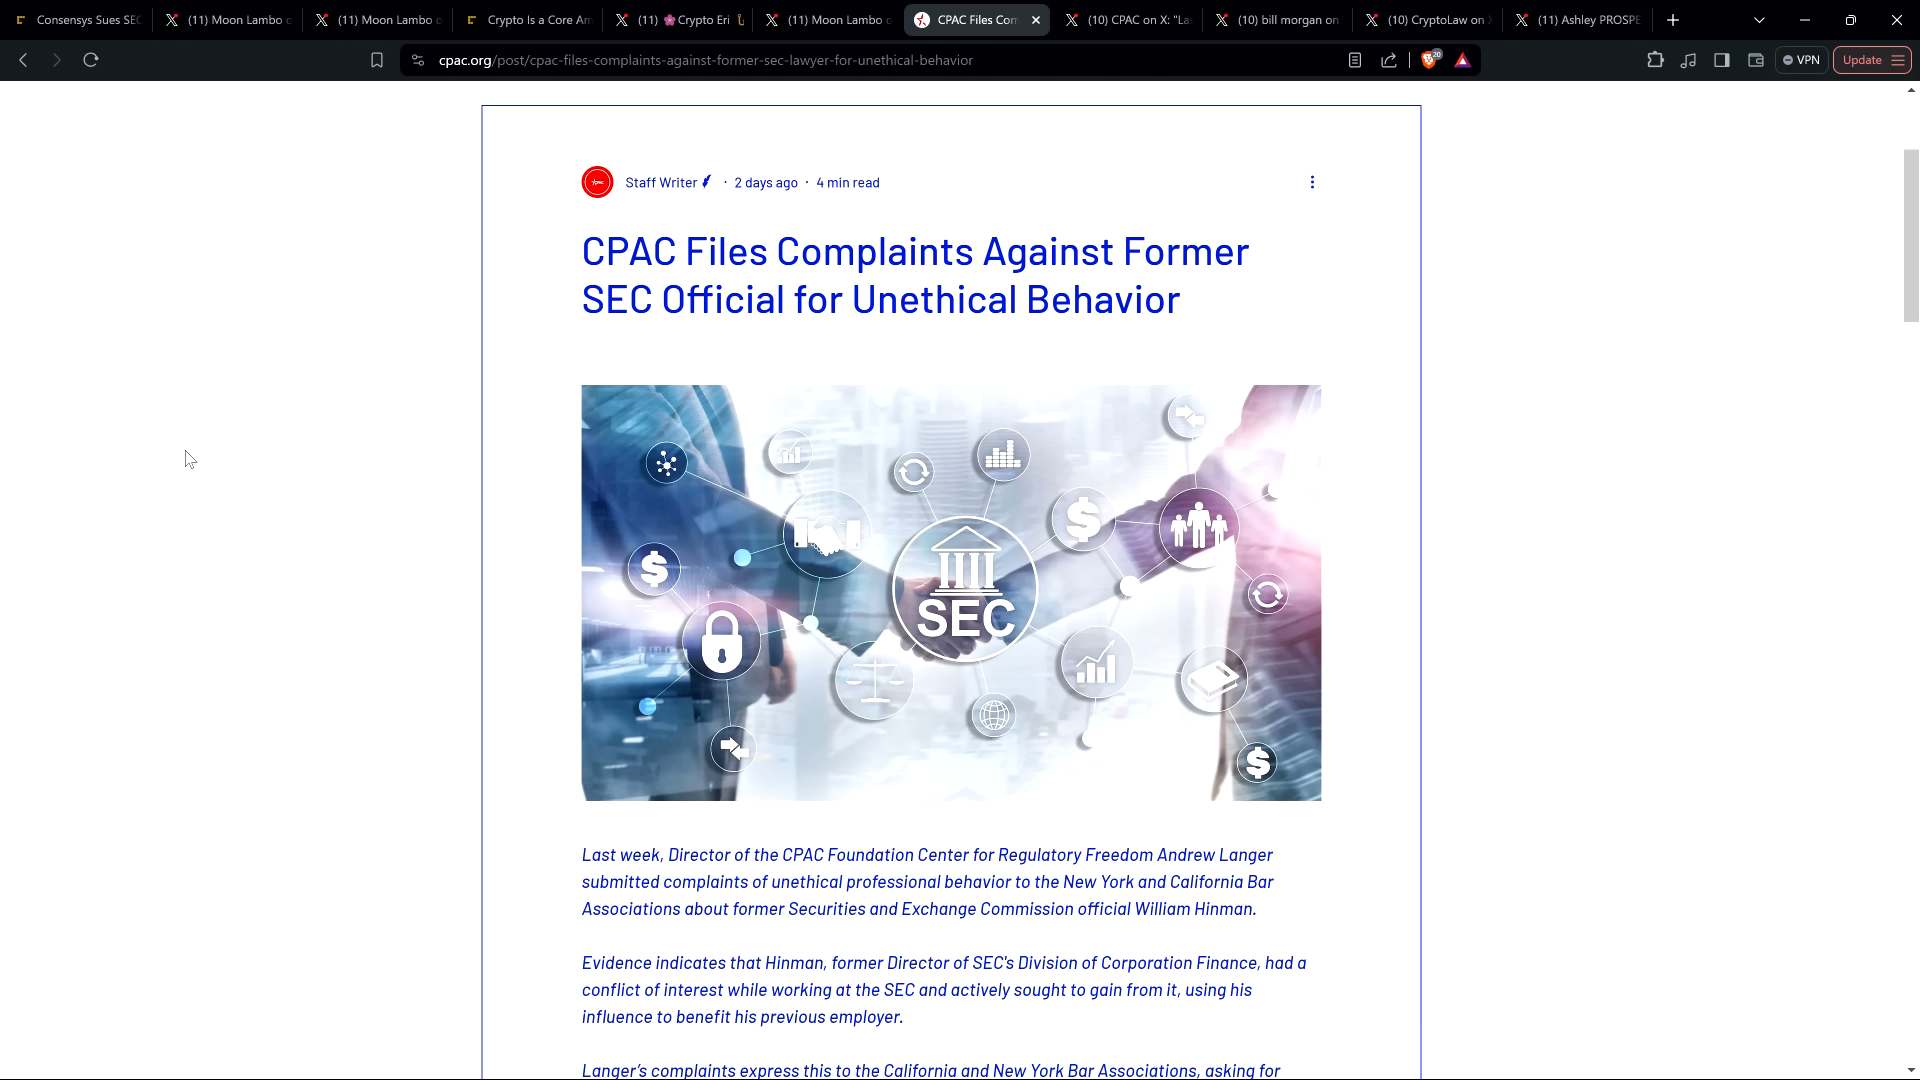 Consensys Sues SEC
(11) Moon Lambo o
(11) Moon Lambo o
Crypto Is a Core Am
(11) 🌸Crypto Eri
(11) Moon Lambo o
CPAC Files Com
(10) CPAC on X: "Las
(10) bill morgan on
(10) CryptoLaw on X
(11) Ashley PROSPE
cpac.org/post/cpac-files-complaints-against-former-sec-lawyer-for-unethical-behavior
20
VPN
Update
Staff Writer · 2 days ago · 4 min read
CPAC Files Complaints Against Former
SEC Official for Unethical Behavior
SEC
Last week, Director of the CPAC Foundation Center for Regulatory Freedom Andrew Langer
submitted complaints of unethical professional behavior to the New York and California Bar
Associations about former Securities and Exchange Commission official William Hinman.
Evidence indicates that Hinman, former Director of SEC's Division of Corporation Finance, had a
conflict of interest while working at the SEC and actively sought to gain from it, using his
influence to benefit his previous employer.
Langer's complaints express this to the California and New York Bar Associations, asking for